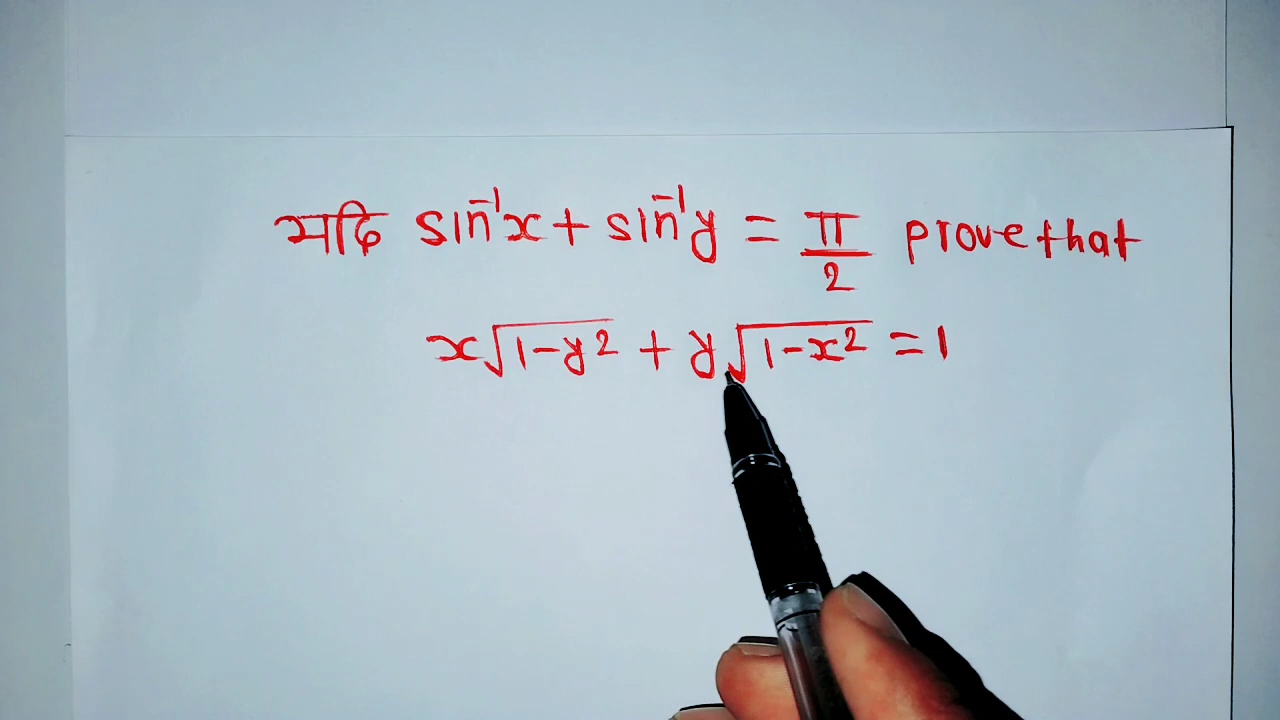 यदि sin⁻¹x + sin⁻¹y = π/2 prove that
x√(1-y²) + y√(1-x²) = 1